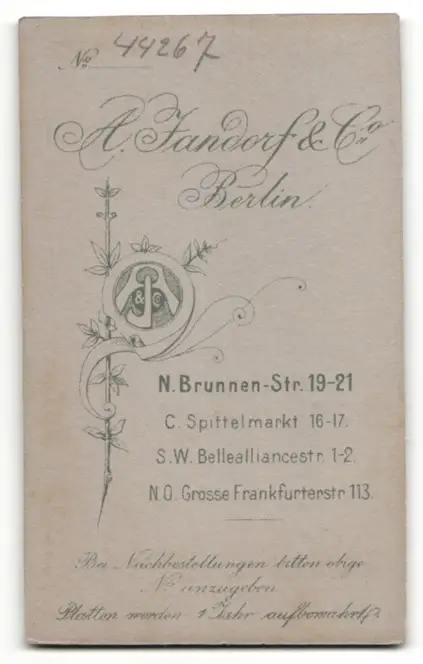 No 44267
A. Jandorf & Co
Berlin.
A J & Co
N. Brunnen-Str. 19-21
C. Spittelmarkt 16-17.
S.W. Bellealliancestr. 1-2.
N.O. Grosse Frankfurterstr 113.
Bei Nachbestellungen bitten obige
No anzugeben
Platten werden 1 Jahr aufbewahrt.